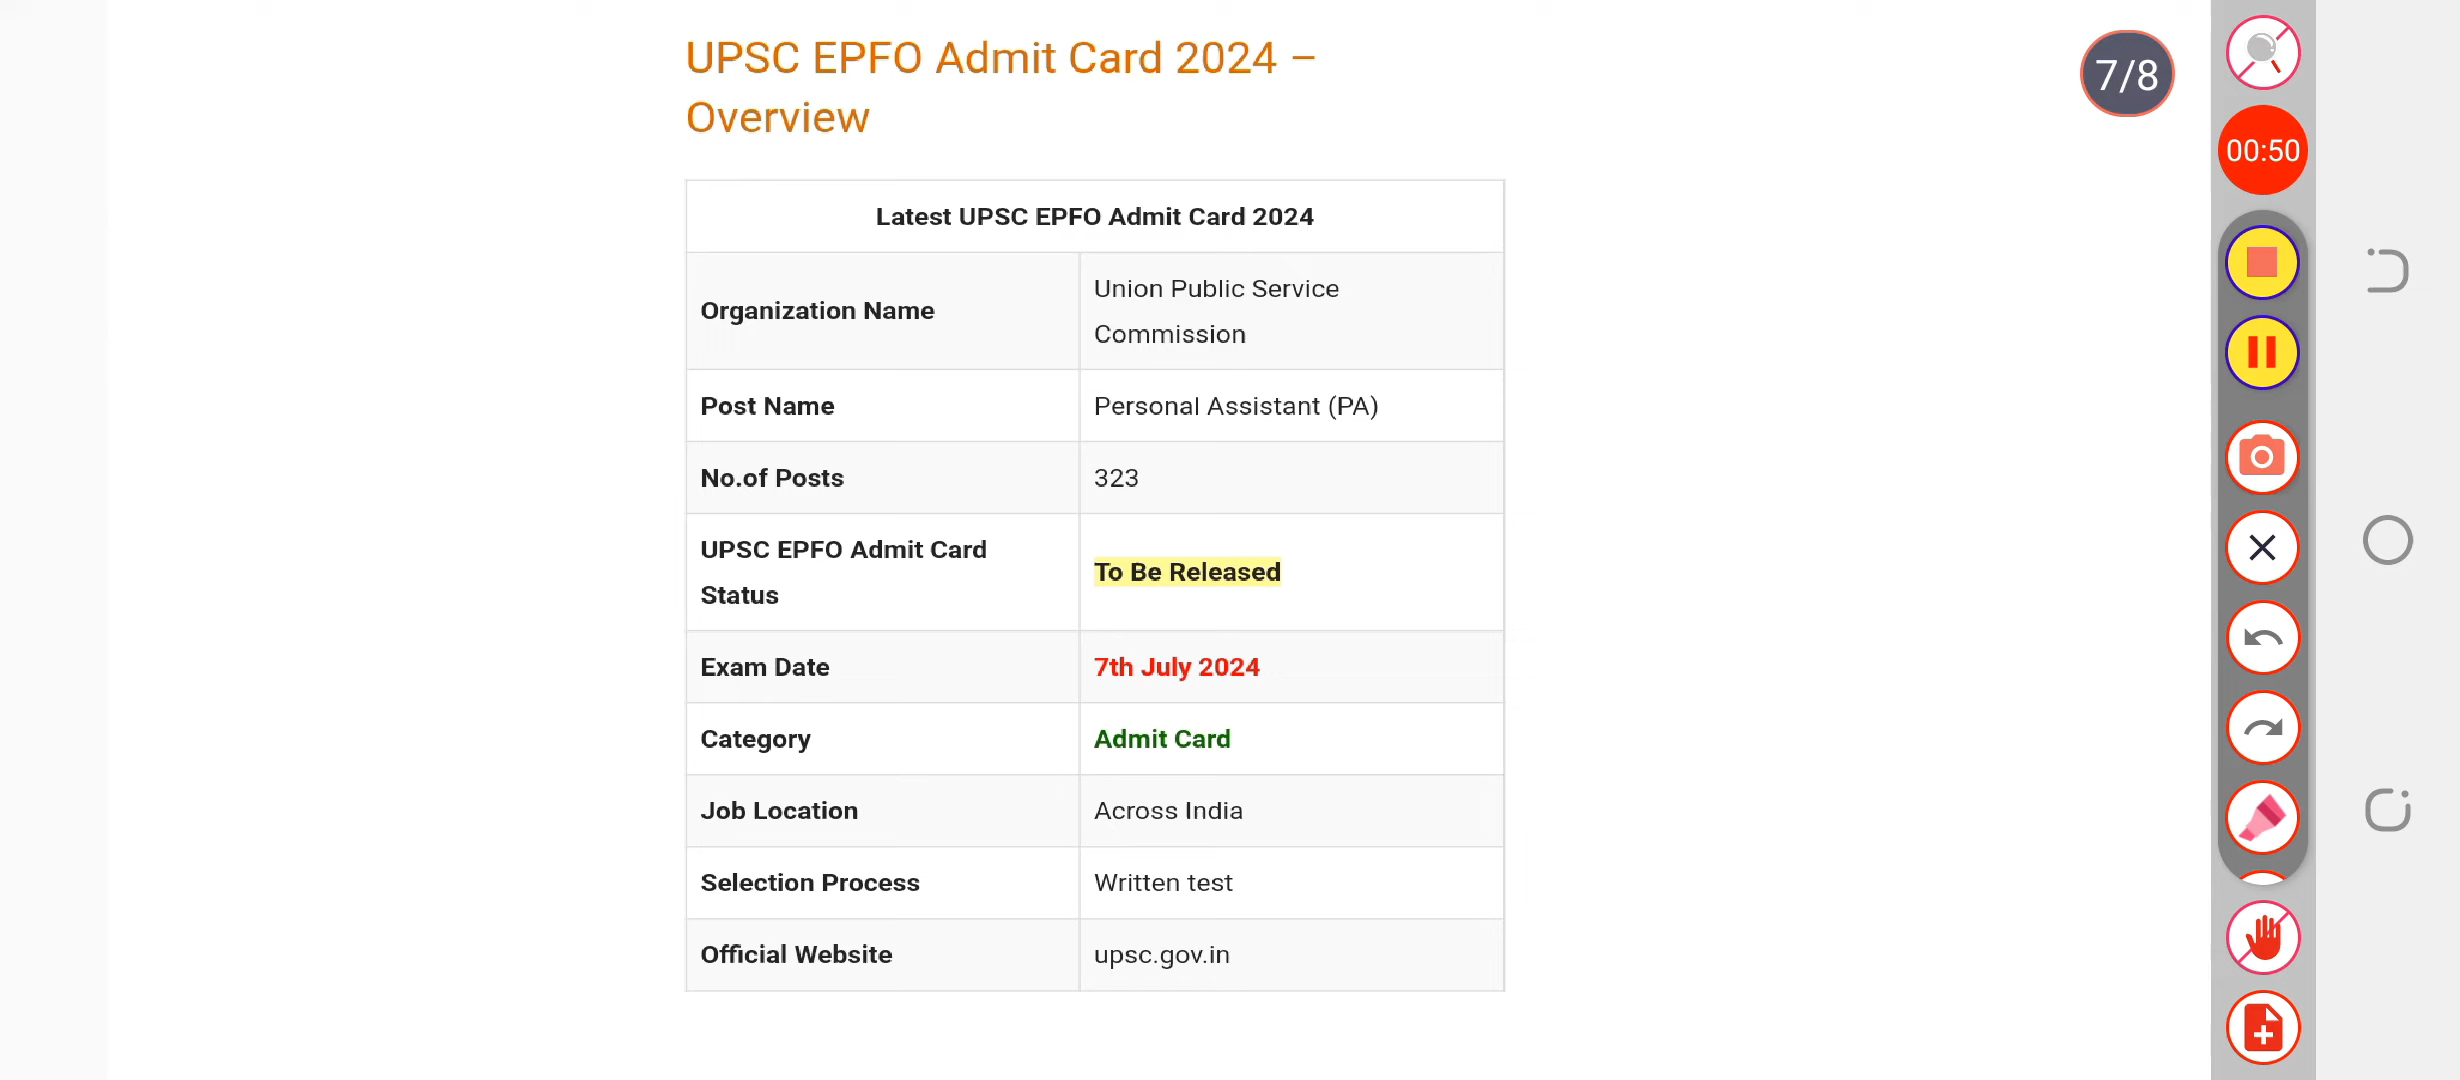 UPSC EPFO Admit Card 2024 –
Overview
7/8
00:50
Latest UPSC EPFO Admit Card 2024
Organization Name
Union Public Service
Commission
Post Name
Personal Assistant (PA)
No.of Posts
323
UPSC EPFO Admit Card
Status
To Be Released
Exam Date
7th July 2024
Category
Admit Card
Job Location
Across India
Selection Process
Written test
Official Website
upsc.gov.in